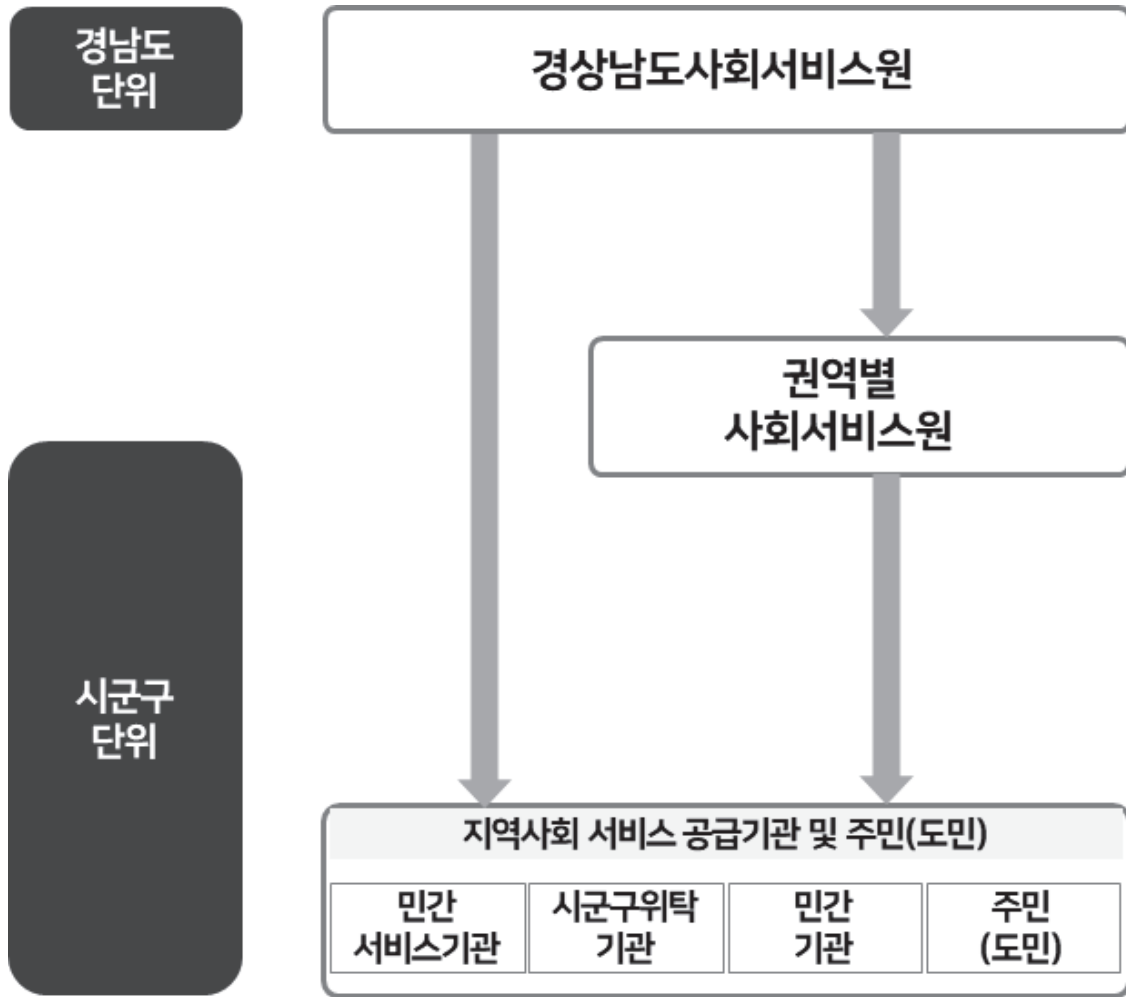 경남도
단위
경상남도사회서비스원
권역별
사회서비스원
시군구
단위
지역사회 서비스 공급기관 및 주민(도민)
민간
서비스기관
시군구위탁
기관
민간
기관
주민
(도민)